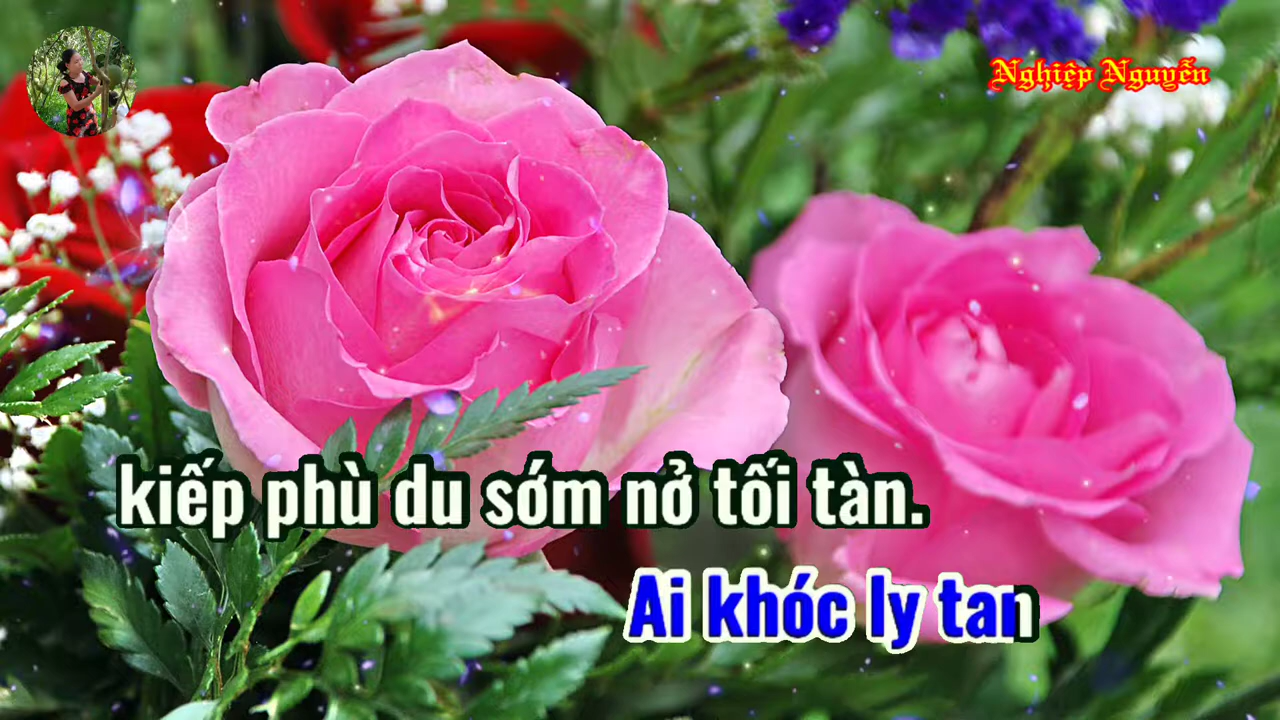 Nghiệp Nguyễn
kiếp phù du sớm nở tối tàn.
Ai khóc ly tan